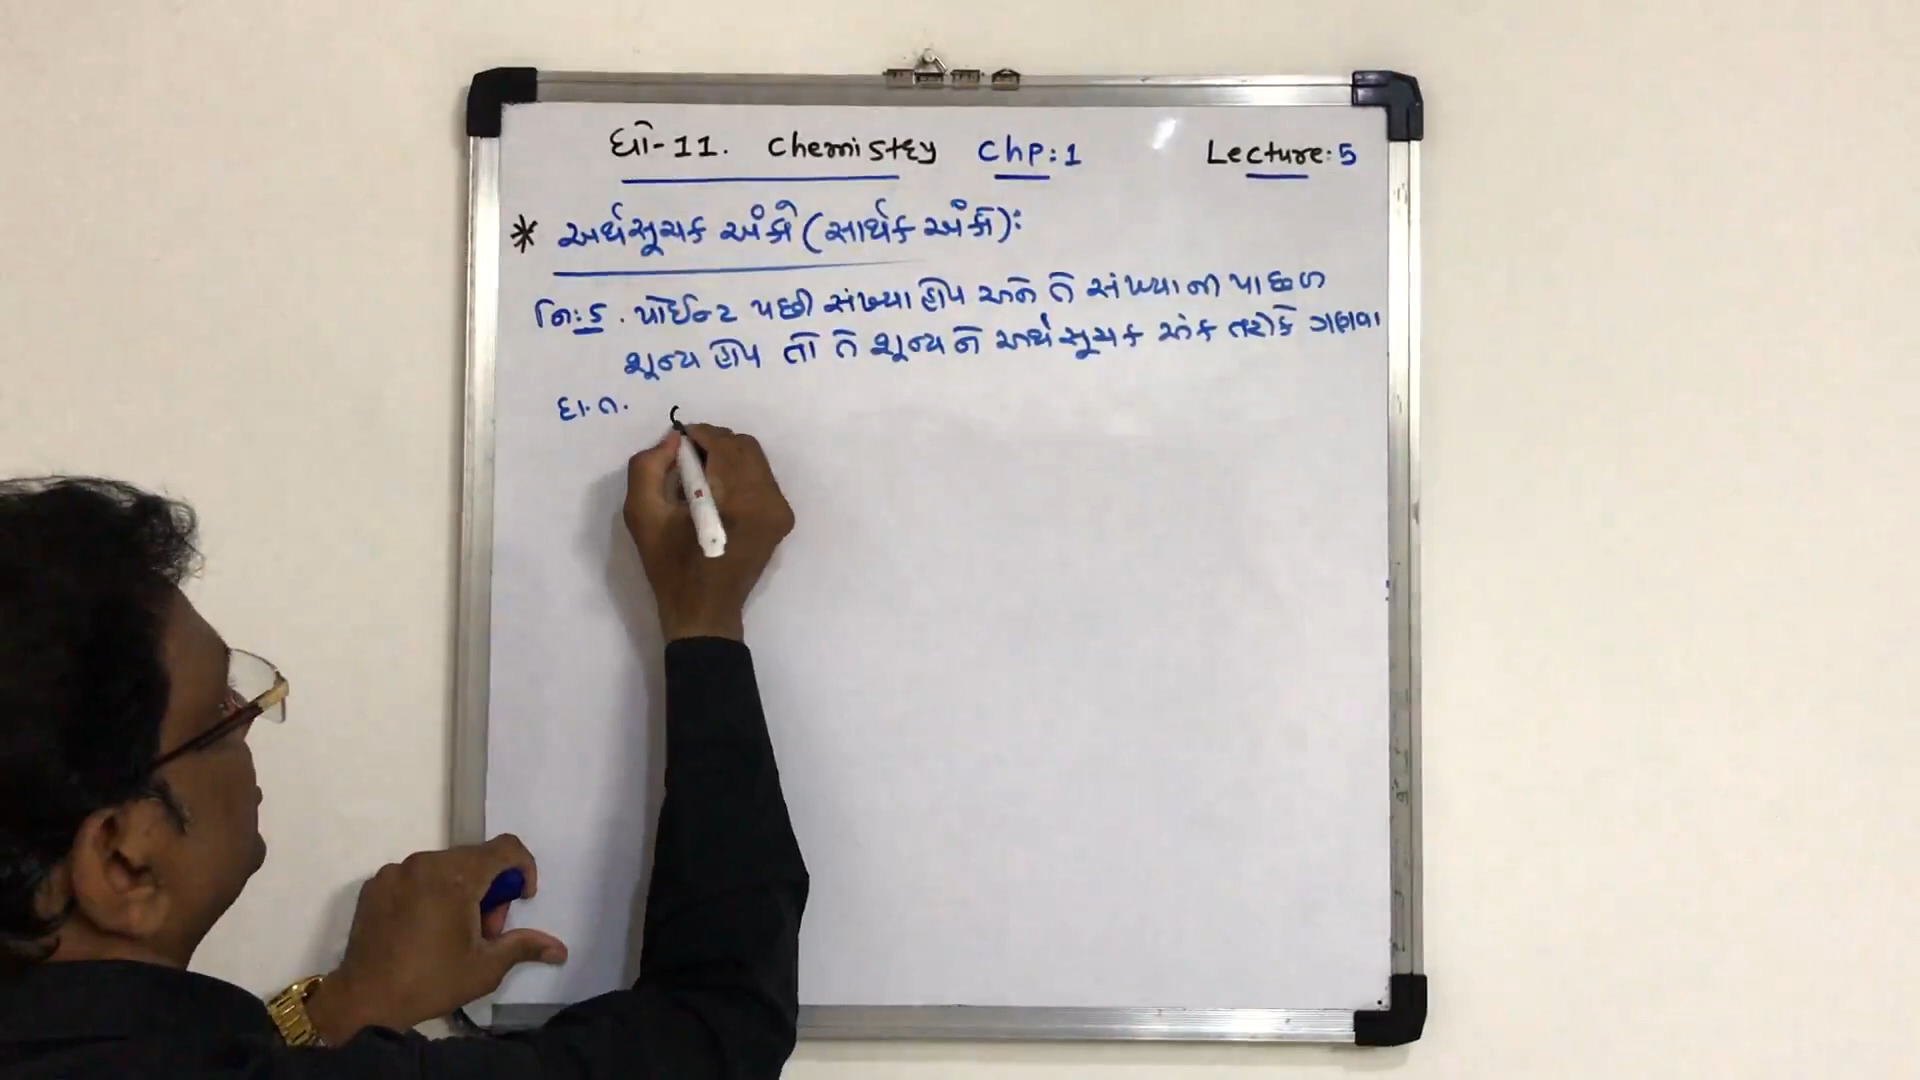 ધો-11. Chemistry Chp:1 Lecture:5
* અર્થસૂચક અંકો (સાર્થક અંકો):
નિ:5. પોઈન્ટ પછી સંખ્યા હોય અને તે સંખ્યાની પાછળ
શૂન્ય હોય તો તે શૂન્ય ને અર્થસૂચક અંક તરીકે ગણવા
દા.ત.